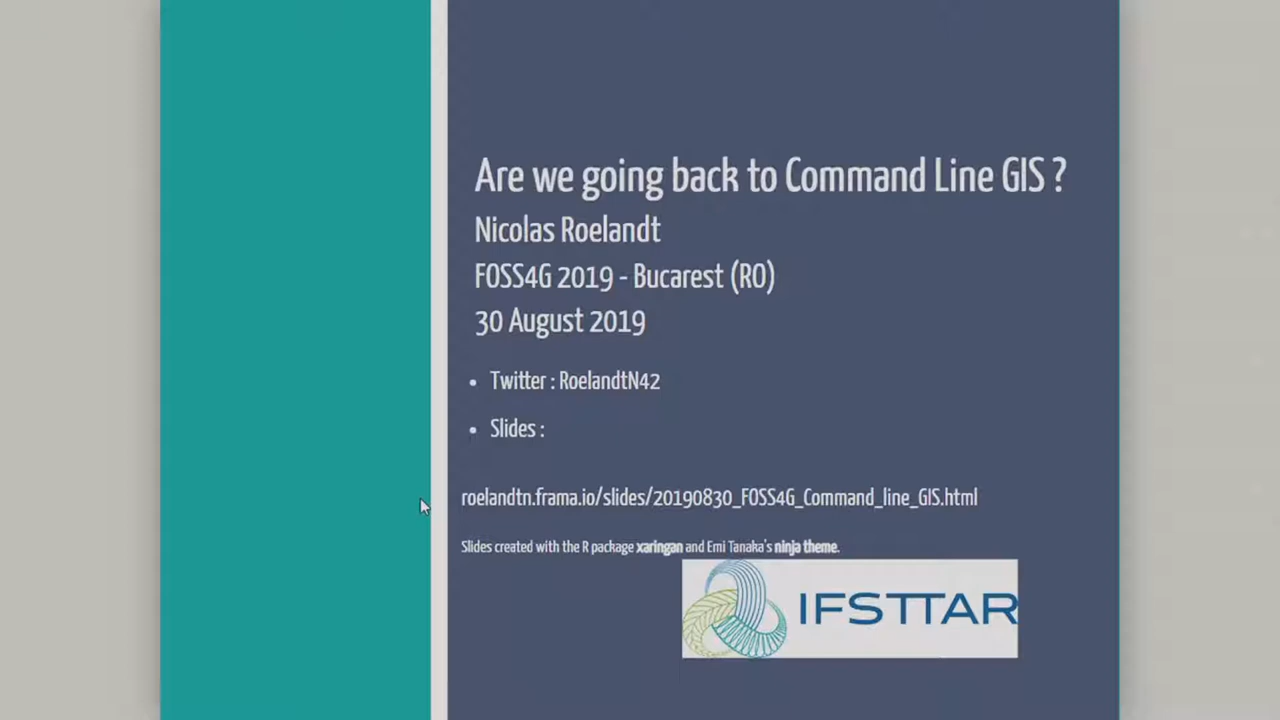 Are we going back to Command Line GIS ?
Nicolas Roelandt
FOSS4G 2019 - Bucarest (RO)
30 August 2019
• Twitter : RoelandtN42
• Slides :
roelandtn.frama.io/slides/20190830_FOSS4G_Command_line_GIS.html
Slides created with the R package xaringan and Emi Tanaka's ninja theme.
IFSTTAR